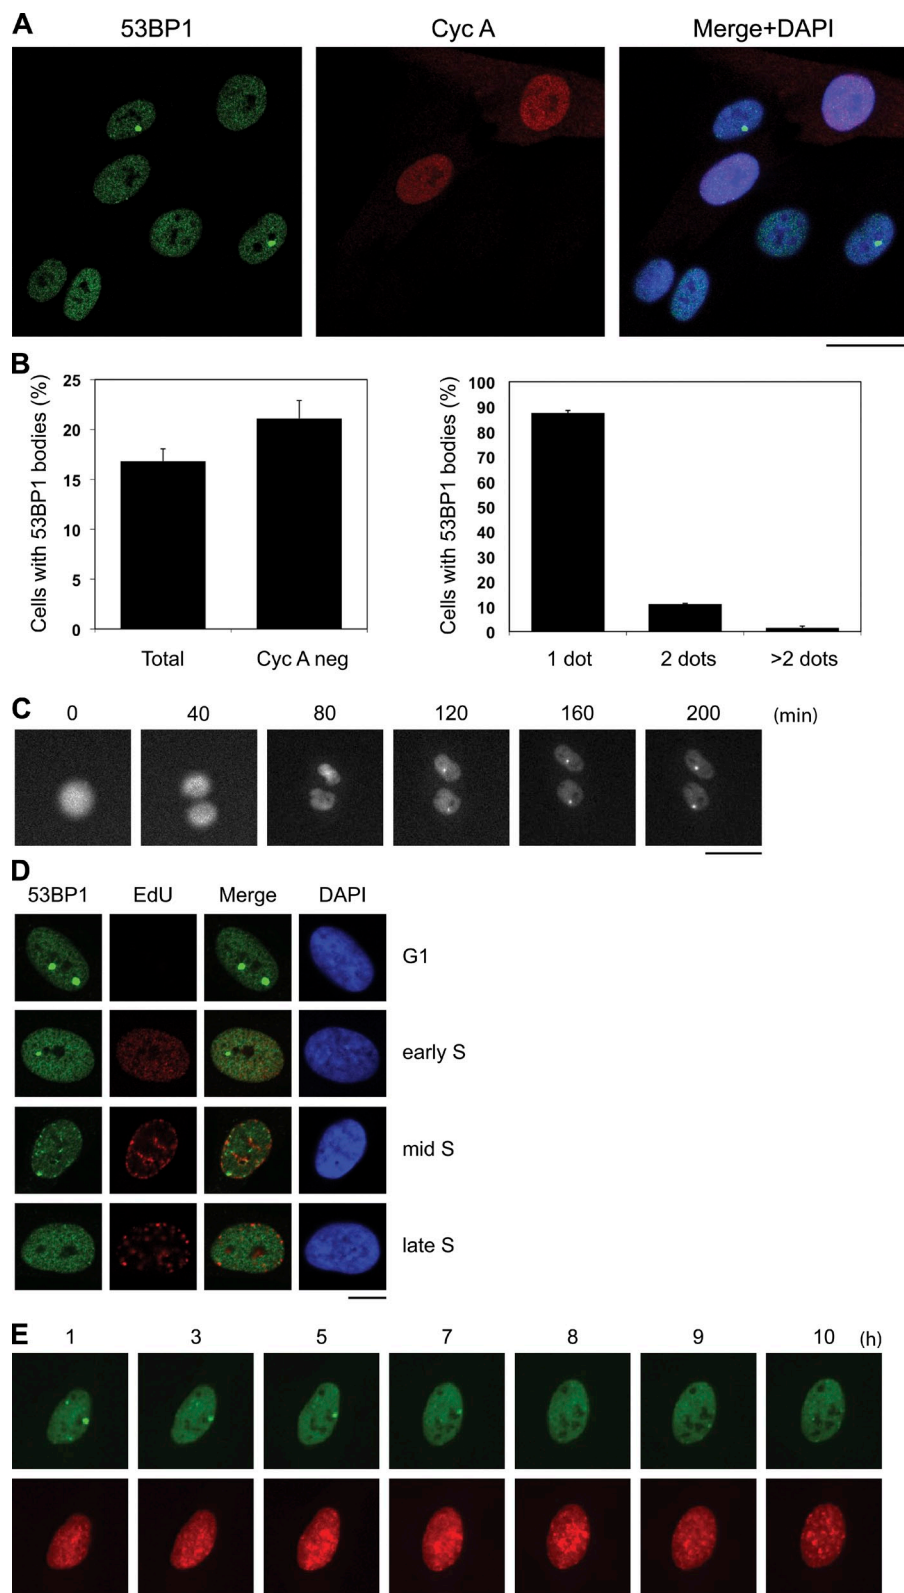 A
53BP1 Cyc A Merge+DAPI
B
Cells with 53BP1 bodies (%)
25
20
15
10
5
0
Total Cyc A neg
Cells with 53BP1 bodies (%)
100
90
80
70
60
50
40
30
20
10
0
1 dot 2 dots >2 dots
C
0 40 80 120 160 200 (min)
D
53BP1 EdU Merge DAPI
G1
early S
mid S
late S
E
1 3 5 7 8 9 10 (h)